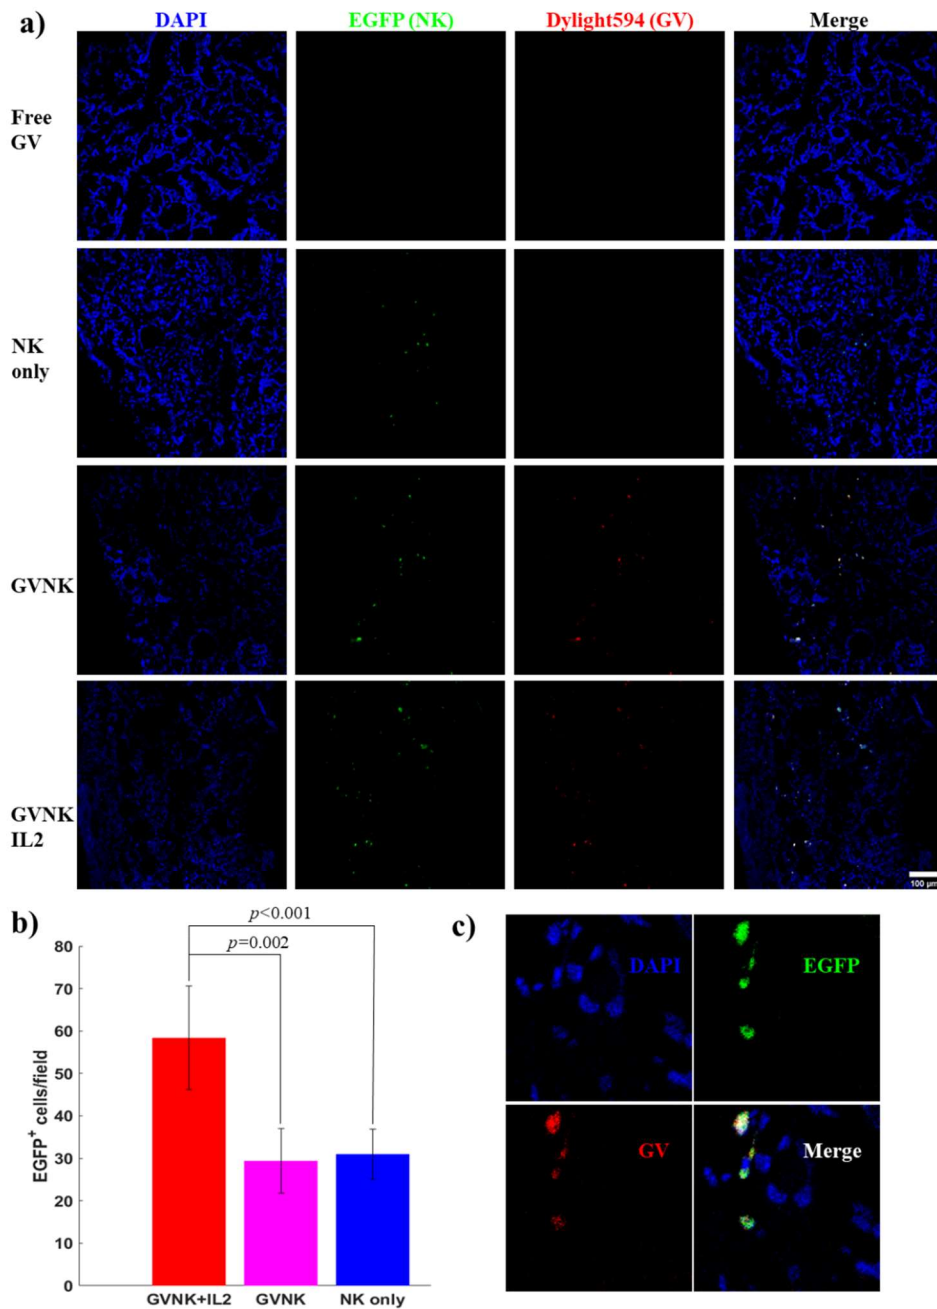 a)
DAPI
EGFP (NK)
Dylight594 (GV)
Merge
Free
GV
NK
only
GVNK
GVNK
IL2
100 µm
b)
p<0.001
p=0.002
80
70
60
50
40
30
20
10
0
EGFP⁺ cells/field
GVNK+IL2
GVNK
NK only
c)
DAPI
EGFP
GV
Merge